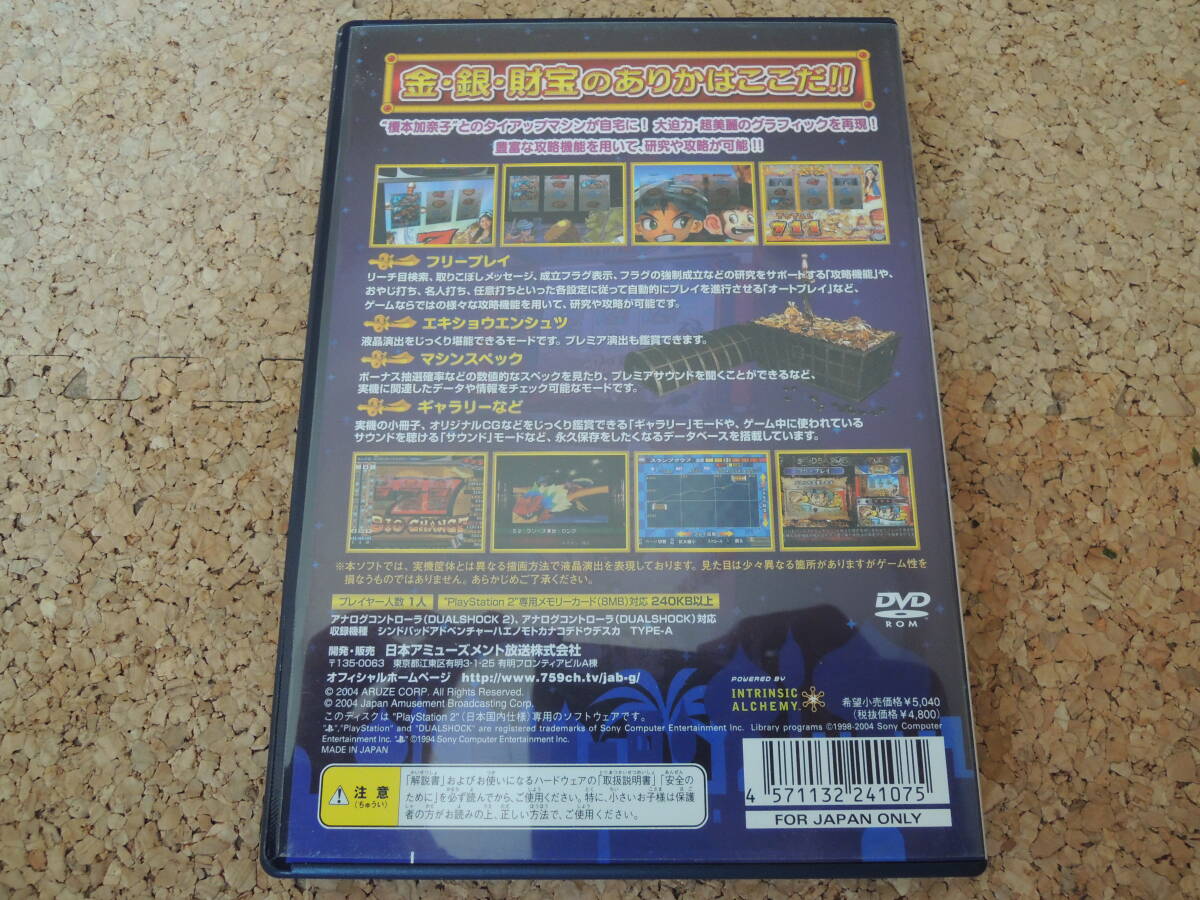 金・銀・財宝のありかはここだ!!
"榎本加奈子"とのタイアップマシンが自宅に! 大迫力・超美麗のグラフィックを再現!
豊富な攻略機能を用いて、研究や攻略が可能!!
フリープレイ
リーチ目検索、取りこぼしメッセージ、成立フラグ表示、フラグの強制成立などの研究をサポートする「攻略機能」や、
おやじ打ち、名人打ち、任意打ちといった各設定に従って自動的にプレイを進行させる「オートプレイ」など、
ゲームならではの様々な攻略機能を用いて、研究や攻略が可能です。
エキショウエンシュツ
液晶演出をじっくり堪能できるモードです。プレミア演出も鑑賞できます。
マシンスペック
ボーナス抽選確率などの数値的なスペックを見たり、プレミアサウンドを聞くことができるなど、
実機に関連したデータや情報をチェック可能なモードです。
ギャラリーなど
実機の小冊子、オリジナルCGなどをじっくり鑑賞できる「ギャラリー」モードや、ゲーム中に使われている
サウンドを聴ける「サウンド」モードなど、永久保存をしたくなるデータベースを搭載しています。
BIG CHANCE
スランプグラフ
フリープレイ
※本ソフトでは、実機筐体とは異なる描画方法で液晶演出を表現しております。見た目は少々異なる箇所がありますがゲーム性を
損なうものではありません。あらかじめご了承ください。
プレイヤー人数 1人
"PlayStation 2"専用メモリーカード(8MB)対応 240KB以上
アナログコントローラ(DUALSHOCK 2)、アナログコントローラ(DUALSHOCK)対応
収録機種 シンドバッドアドベンチャーハエノモトカナコデドウデスカ TYPE-A
DVD
ROM
開発・販売 日本アミューズメント放送株式会社
〒135-0063 東京都江東区有明3-1-25 有明フロンティアビルA棟
オフィシャルホームページ http://www.759ch.tv/jab-g/
© 2004 ARUZE CORP. All Rights Reserved.
© 2004 Japan Amusement Broadcasting Corp.
POWERED BY
INTRINSIC
ALCHEMY
希望小売価格¥5,040
(税抜価格¥4,800)
このディスクは "PlayStation 2" (日本国内仕様) 専用のソフトウェアです。
"PlayStation" and "DUALSHOCK" are registered trademarks of Sony Computer Entertainment Inc. Library programs ©1998-2004 Sony Computer
Entertainment Inc. ©1994 Sony Computer Entertainment Inc.
MADE IN JAPAN
注意
(ちゅうい)
「解説書」およびお使いになるハードウェアの「取扱説明書」「安全の
ために」を必ず読んでから、ご使用ください。特に、小さいお子様は保護
者の方がお読みの上、正しい方法で、ご使用ください。
4 571132 241075
FOR JAPAN ONLY